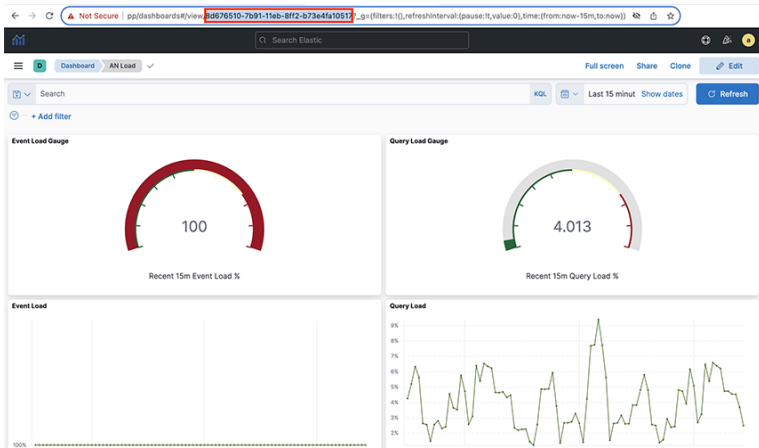 Not Secure | pp/dashboards#/view/8d676510-7b91-11eb-8ff2-b73e4fa10517?_g=(filters:!(),refreshInterval:(pause:!t,value:0),time:(from:now-15m,to:now))
Search Elastic
a
D Dashboard AN Load Full screen Share Clone Edit
Search KQL Last 15 minut Show dates Refresh
+ Add filter
Event Load Gauge
100
Recent 15m Event Load %
Query Load Gauge
4.013
Recent 15m Query Load %
Event Load
100%
Query Load
9%
8%
7%
6%
5%
4%
3%
2%